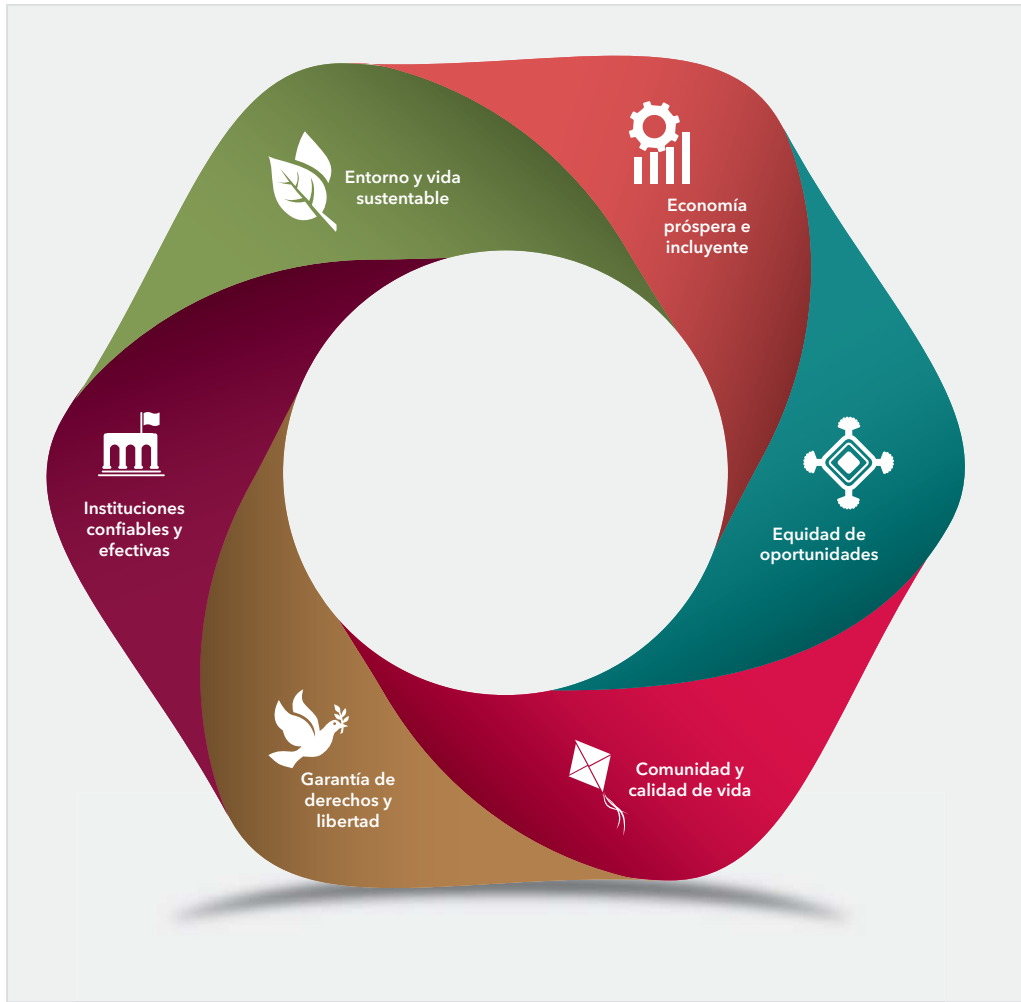 Entorno y vida
sustentable
Economía
próspera e
incluyente
Equidad de
oportunidades
Comunidad y
calidad de vida
Garantía de
derechos y
libertad
Instituciones
confiables y
efectivas